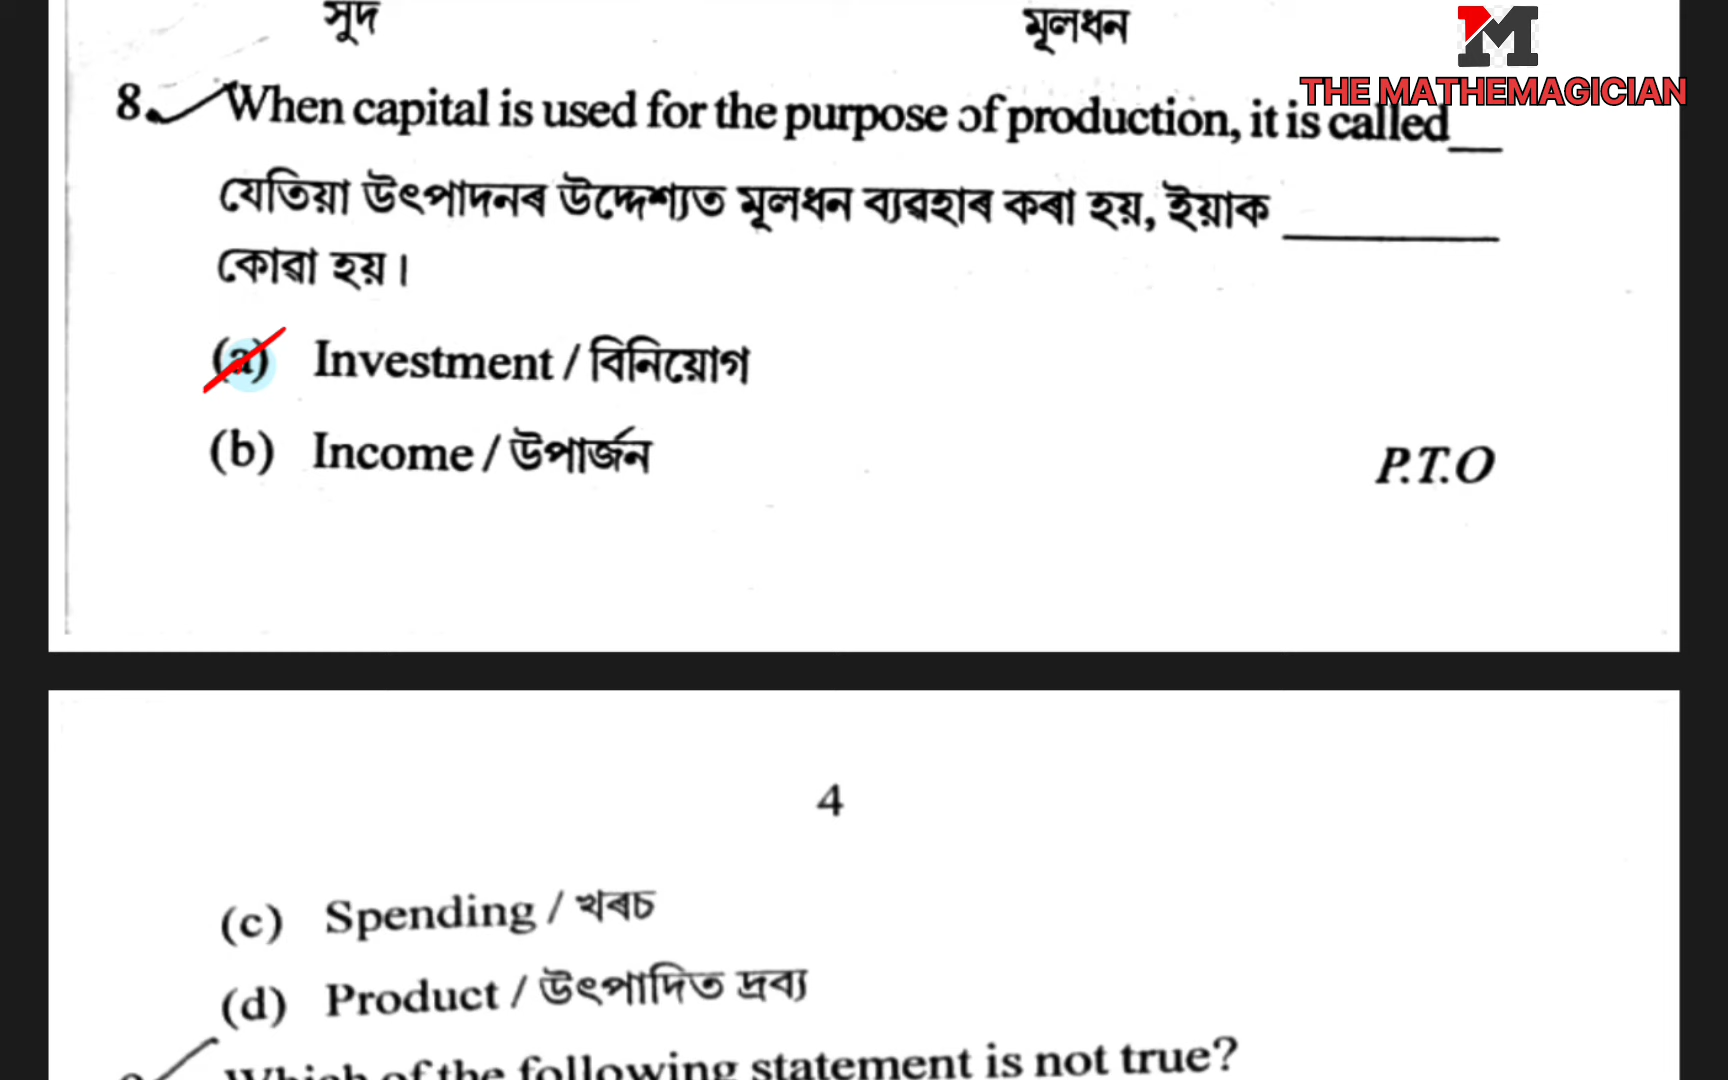 সুদ মূলধন
THE MATHEMAGICIAN
8. When capital is used for the purpose of production, it is called__
যেতিয়া উৎপাদনৰ উদ্দেশ্যত মূলধন ব্যৱহাৰ কৰা হয়, ইয়াক ________
কোৱা হয়।
(a) Investment / বিনিয়োগ
(b) Income / উপাৰ্জন
P.T.O
4
(c) Spending / খৰচ
(d) Product / উৎপাদিত দ্ৰব্য
Which of the following statement is not true?